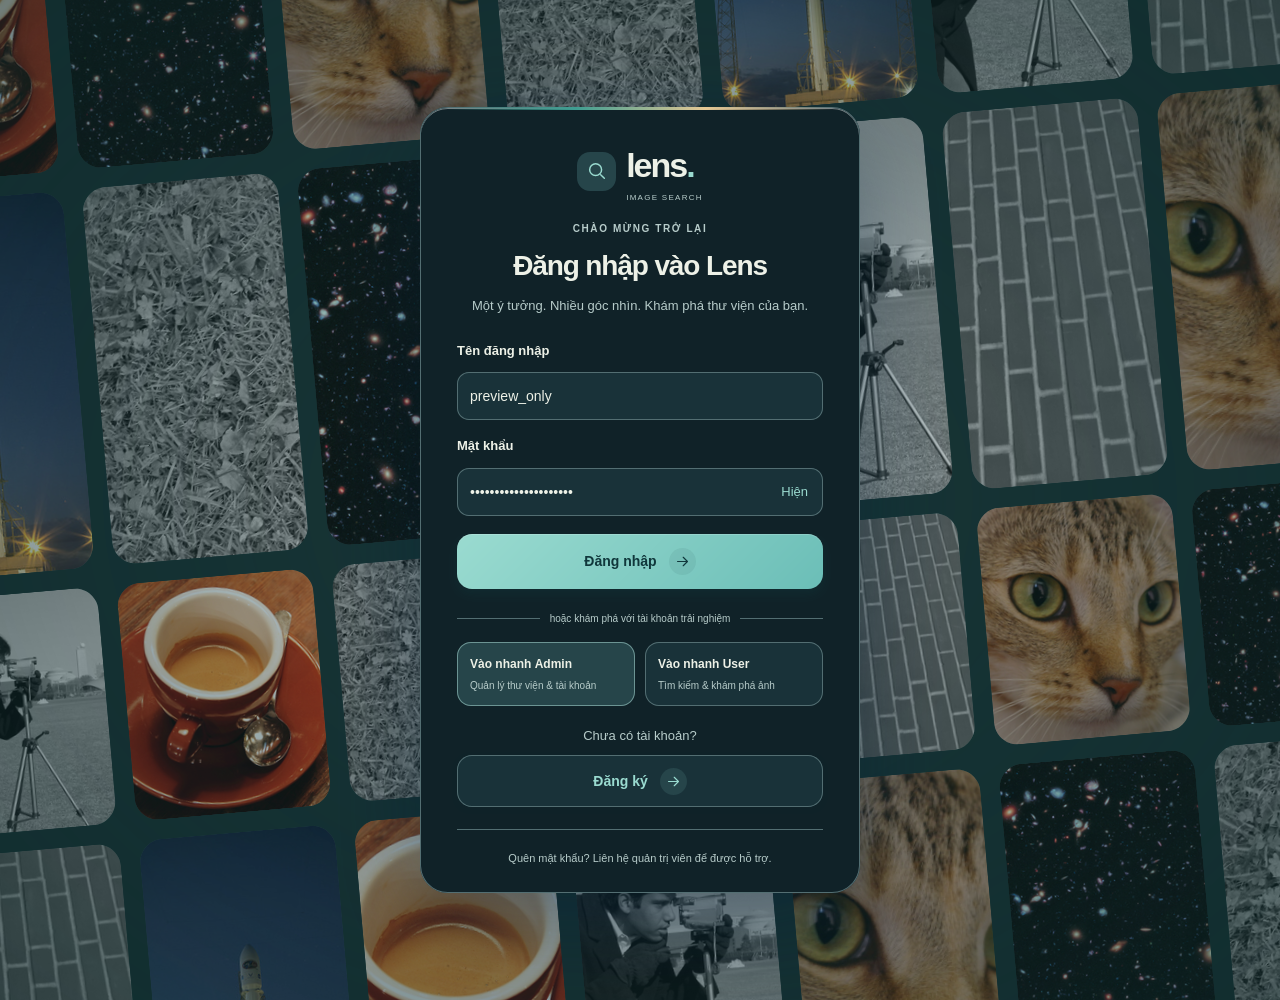 lens.
IMAGE SEARCH
CHÀO MỪNG TRỞ LẠI
Đăng nhập vào Lens
Một ý tưởng. Nhiều góc nhìn. Khám phá thư viện của bạn.
Tên đăng nhập
preview_only
Mật khẩu
•••••••••••••••••••• Hiện
Đăng nhập →
hoặc khám phá với tài khoản trải nghiệm
Vào nhanh Admin
Quản lý thư viện & tài khoản
Vào nhanh User
Tìm kiếm & khám phá ảnh
Chưa có tài khoản?
Đăng ký →
Quên mật khẩu? Liên hệ quản trị viên để được hỗ trợ.